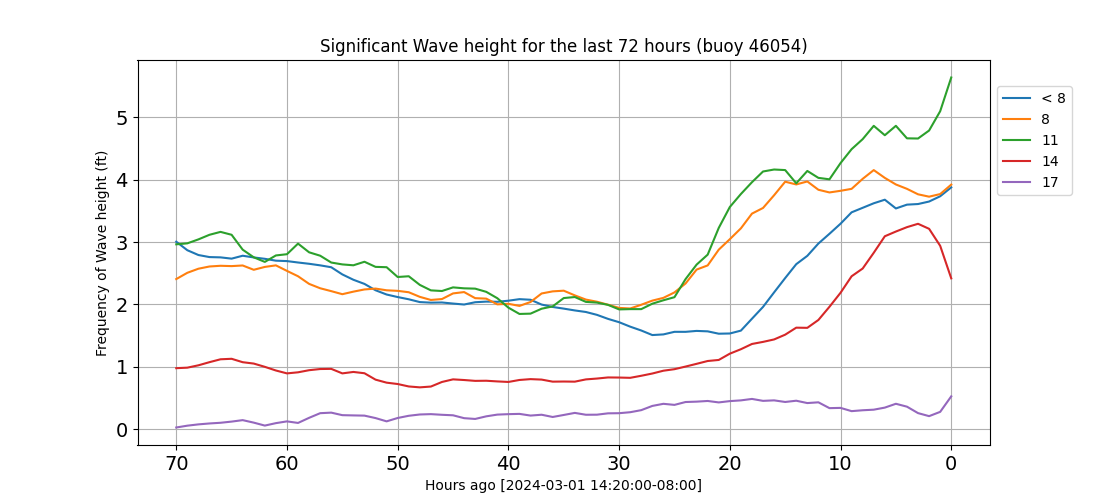 Significant Wave height for the last 72 hours (buoy 46054)
Frequency of Wave height (ft)
5
4
3
2
1
0
70 60 50 40 30 20 10 0
Hours ago [2024-03-01 14:20:00-08:00]
< 8
8
11
14
17